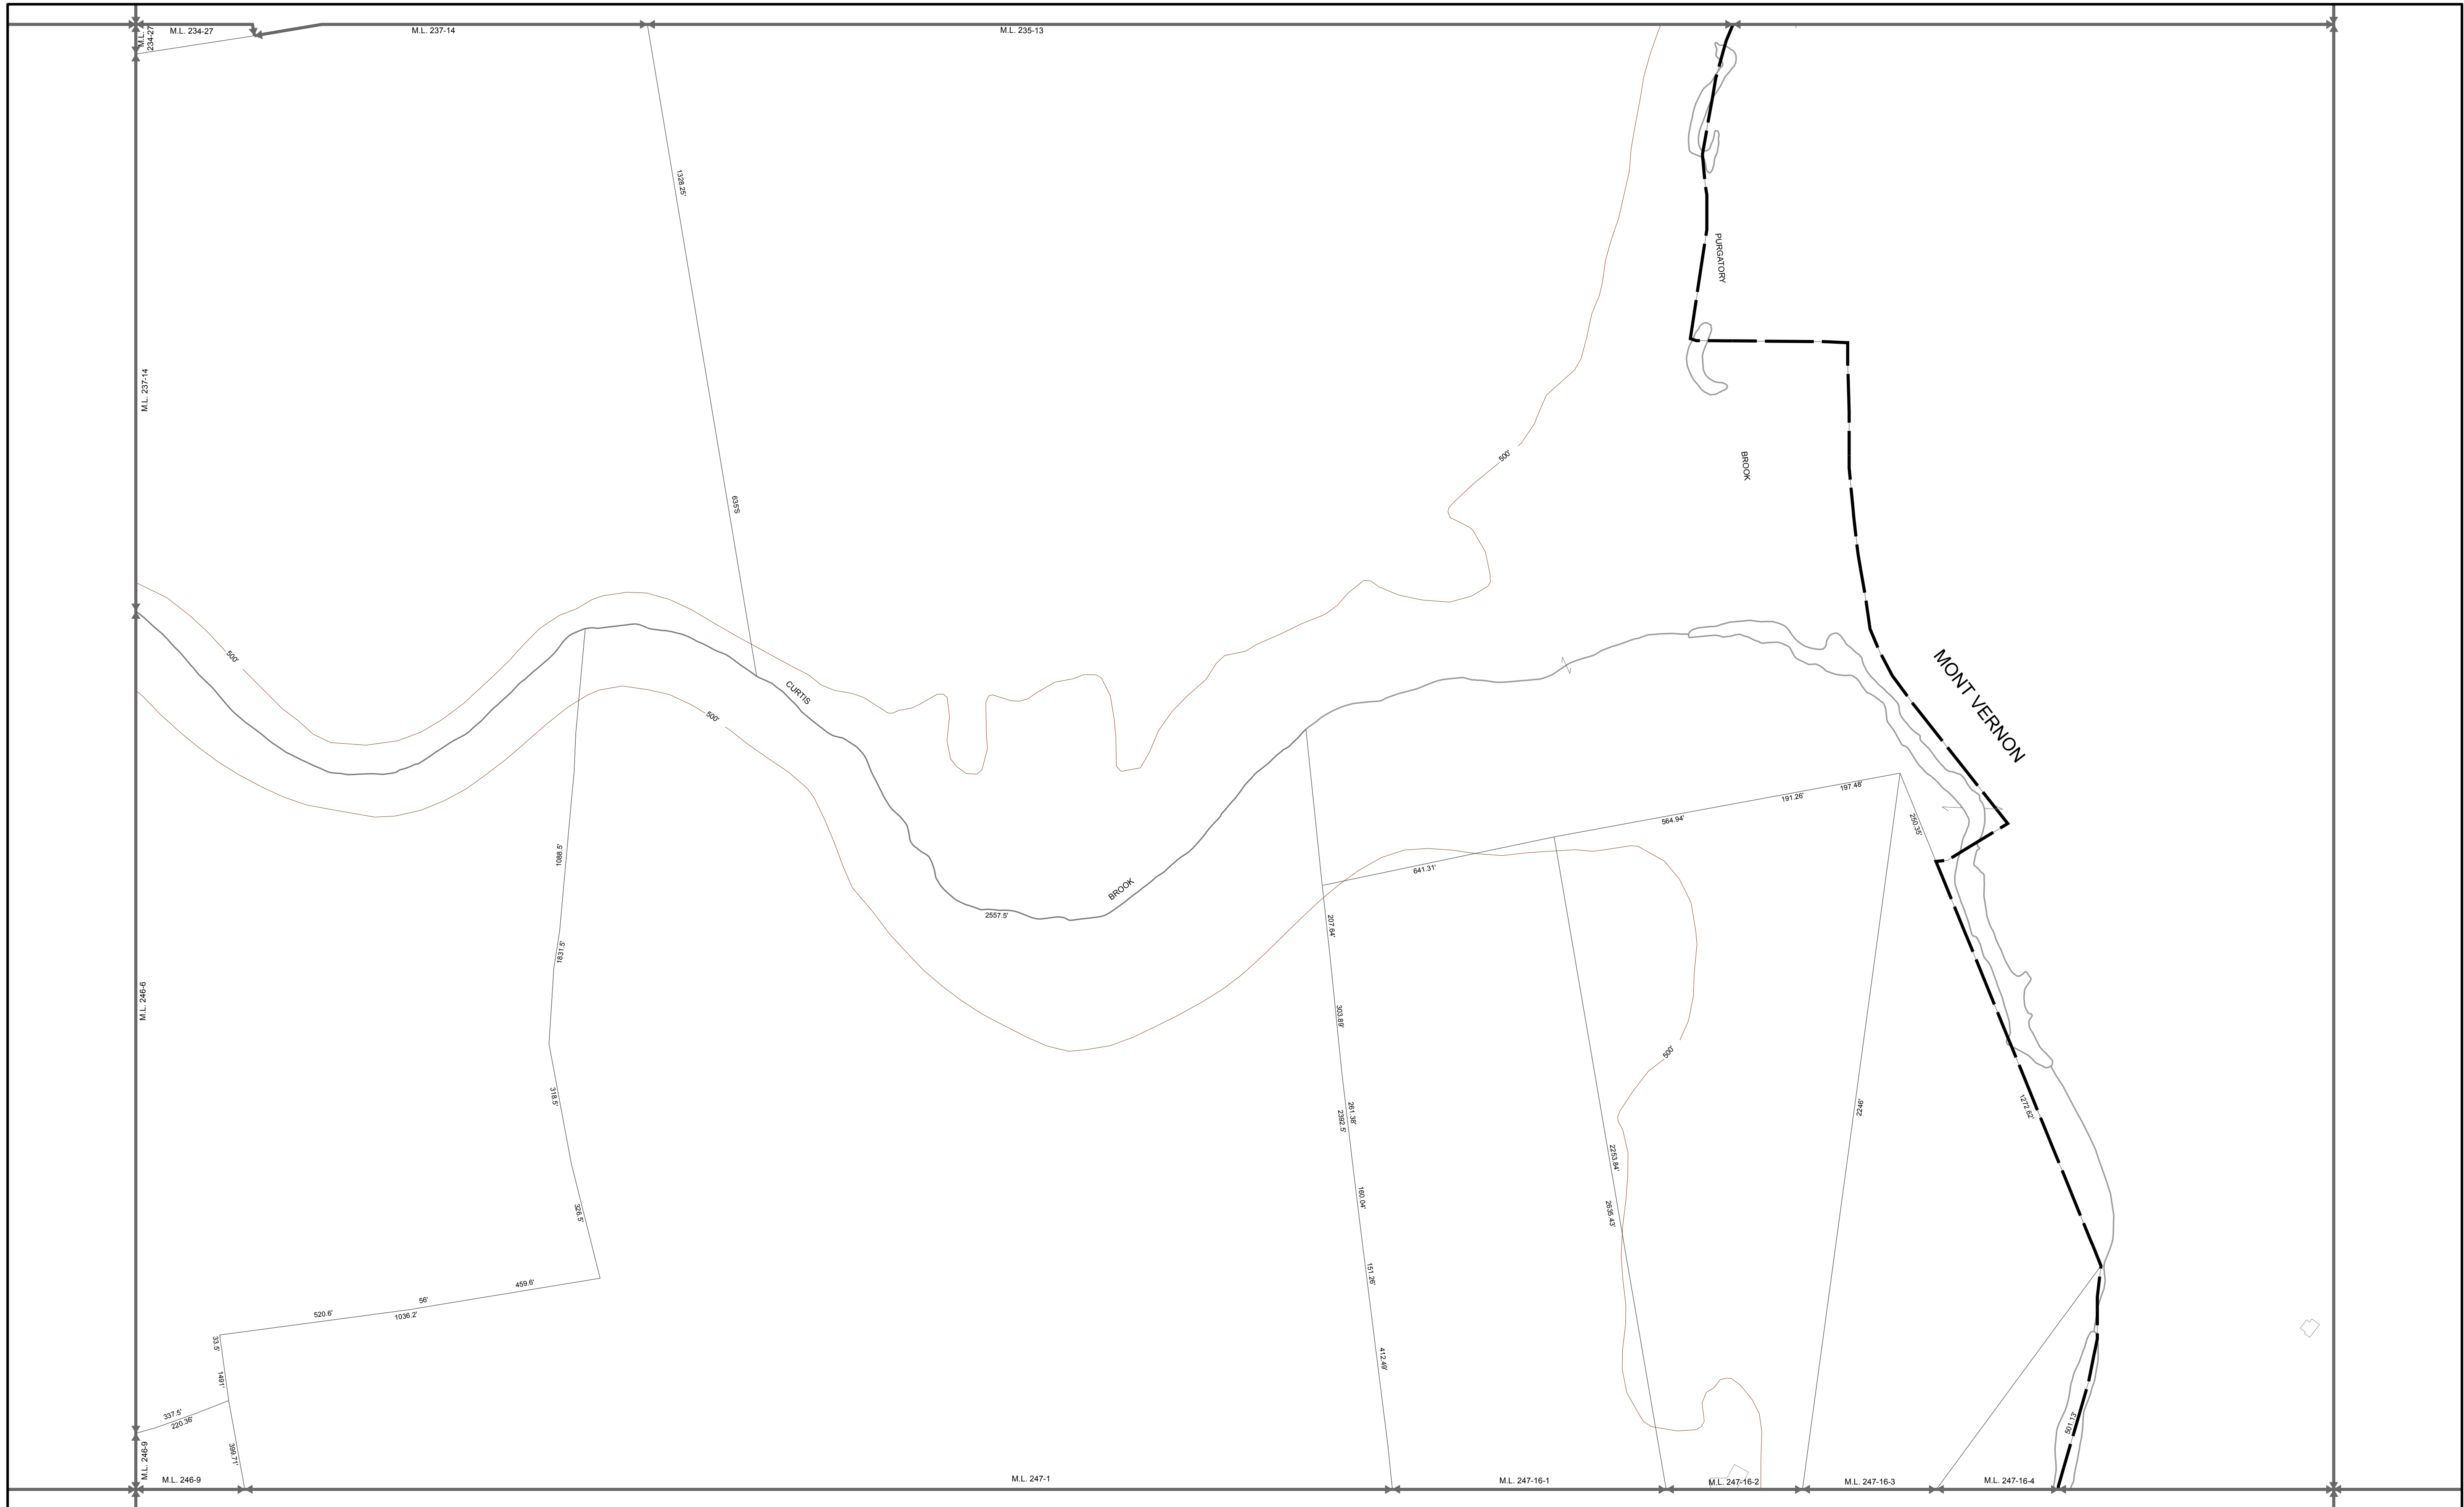 M.L. 234-27
M.L. 234-27
M.L. 237-14
M.L. 235-13
1328.25'
PURGATORY
M.L. 237-14
500'
BROOK
635'S
500'
CURTIS
500'
MONT VERNON
197.48'
191.26'
564.94'
250.35'
1088.5'
641.31'
BROOK
2557.5'
207.64'
1831.5'
M.L. 246-6
303.89'
500'
318.5'
261.38'
2392.5'
2246'
1272.62'
2253.84'
160.04'
326.5'
2635.43'
151.26'
459.6'
56'
520.6'
1036.2'
33.5'
412.49'
1491'
337.5'
220.36'
501.13'
399.71'
M.L. 246-9
M.L. 246-9
M.L. 247-1
M.L. 247-16-1
M.L. 247-16-2
M.L. 247-16-3
M.L. 247-16-4